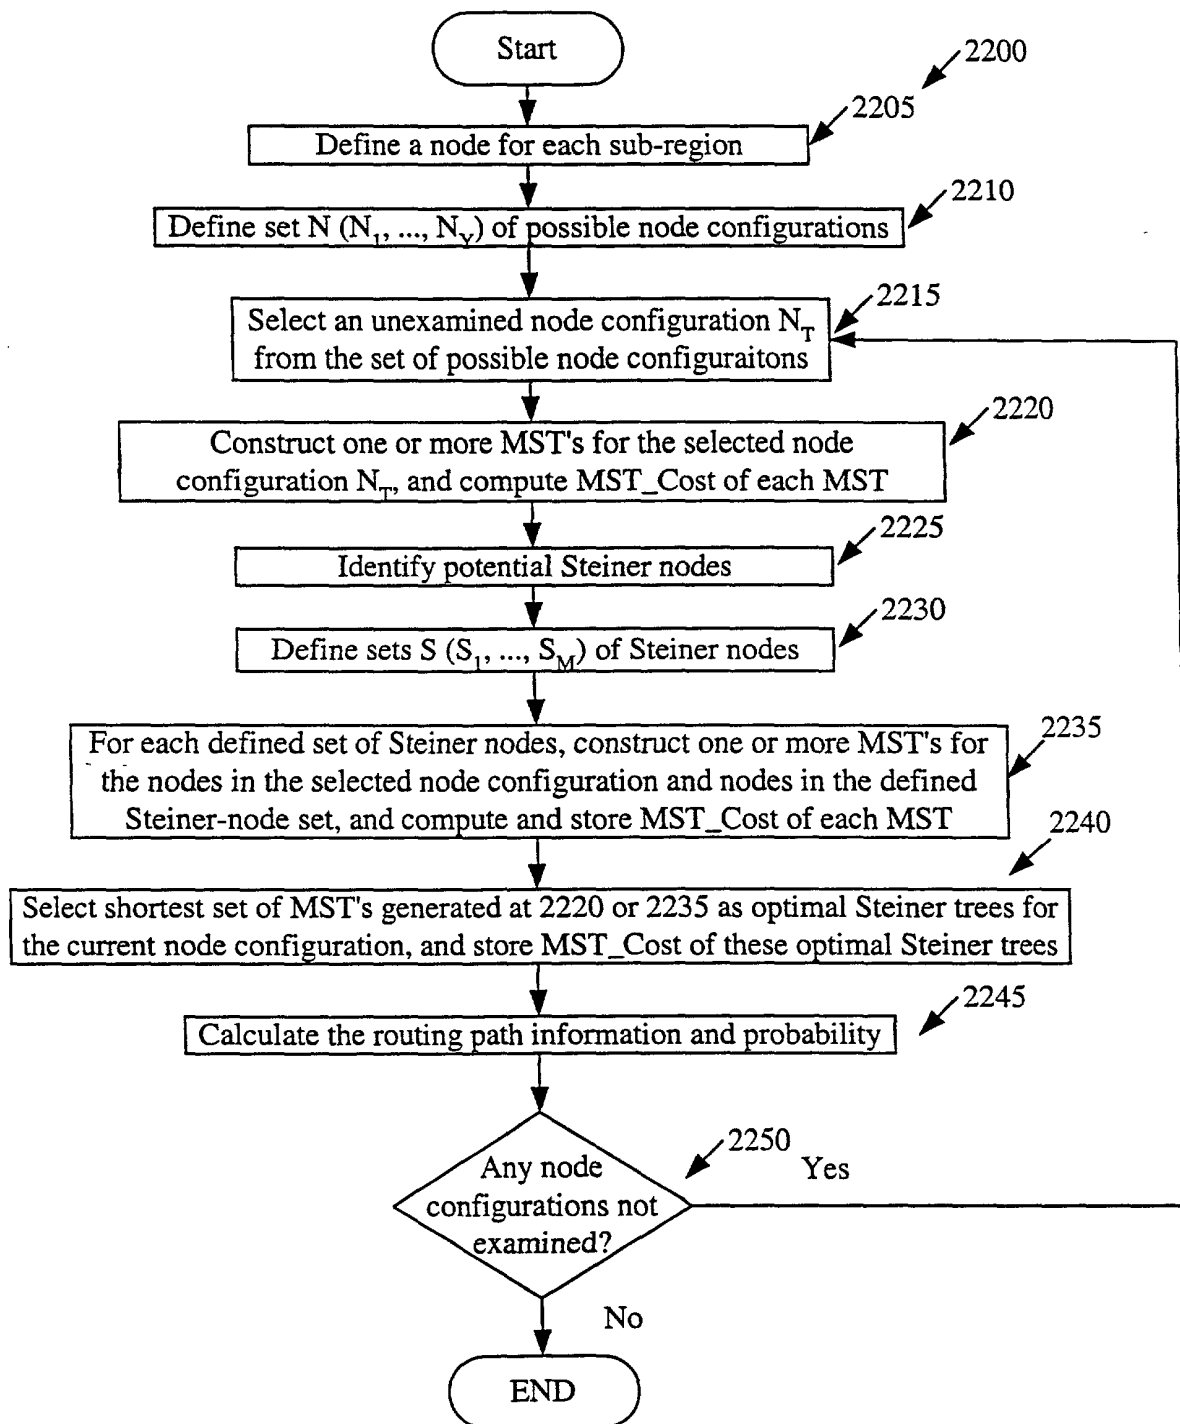 Start
2200
2205
Define a node for each sub-region
2210
Define set N (N1, ..., NY) of possible node configurations
2215
Select an unexamined node configuration NT
from the set of possible node configuraitons
2220
Construct one or more MST's for the selected node
configuration NT, and compute MST_Cost of each MST
2225
Identify potential Steiner nodes
2230
Define sets S (S1, ..., SM) of Steiner nodes
2235
For each defined set of Steiner nodes, construct one or more MST's for
the nodes in the selected node configuration and nodes in the defined
Steiner-node set, and compute and store MST_Cost of each MST
2240
Select shortest set of MST's generated at 2220 or 2235 as optimal Steiner trees for
the current node configuration, and store MST_Cost of these optimal Steiner trees
2245
Calculate the routing path information and probability
2250
Yes
Any node
configurations not
examined?
No
END